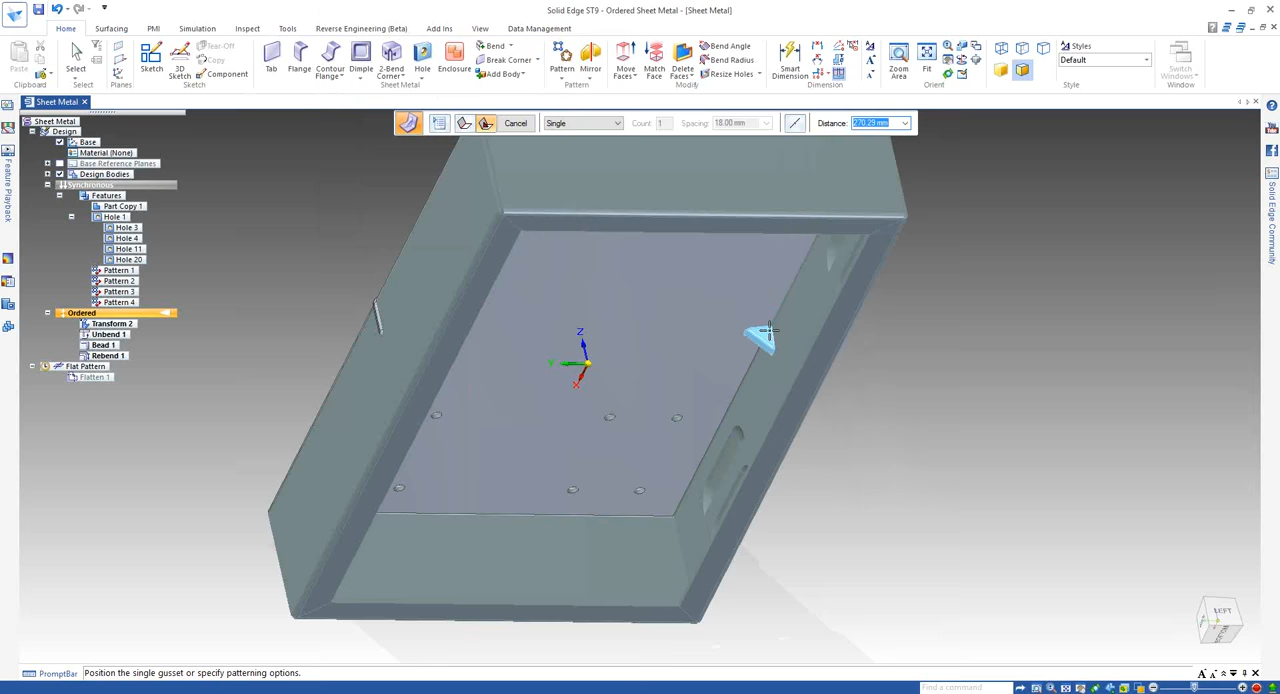 Solid Edge ST9 - Ordered Sheet Metal - [Sheet Metal]
Home Surfacing PMI Simulation Inspect Tools Reverse Engineering (Beta) Add Ins View Data Management
Paste
Clipboard
Select
Select
Planes
Sketch
3D Sketch
Tear-Off
Copy
Component
Sketch
Tab
Flange
Contour Flange
Dimple
2-Bend Corner
Hole
Enclosure
Bend
Break Corner
Add Body
Sheet Metal
Pattern
Mirror
Pattern
Move Faces
Match Face
Delete Faces
Bend Angle
Bend Radius
Resize Holes
Modify
Smart Dimension
Dimension
Zoom Area
Fit
Orient
Styles
Default
Style
Switch Windows
Window
Sheet Metal
Cancel Single Count: 1 Spacing: 18.00 mm Distance: 270.29 mm
Sheet Metal
Design
Base
Material (None)
Base Reference Planes
Design Bodies
Synchronous
Features
Part Copy 1
Hole 1
Hole 3
Hole 4
Hole 11
Hole 20
Pattern 1
Pattern 2
Pattern 3
Pattern 4
Ordered
Transform 2
Unbend 1
Bead 1
Rebend 1
Flat Pattern
Flatten 1
Feature Playback
Solid Edge Community
Z
Y
X
LEFT
BOTTOM
PromptBar Position the single gusset or specify patterning options.
Find a command